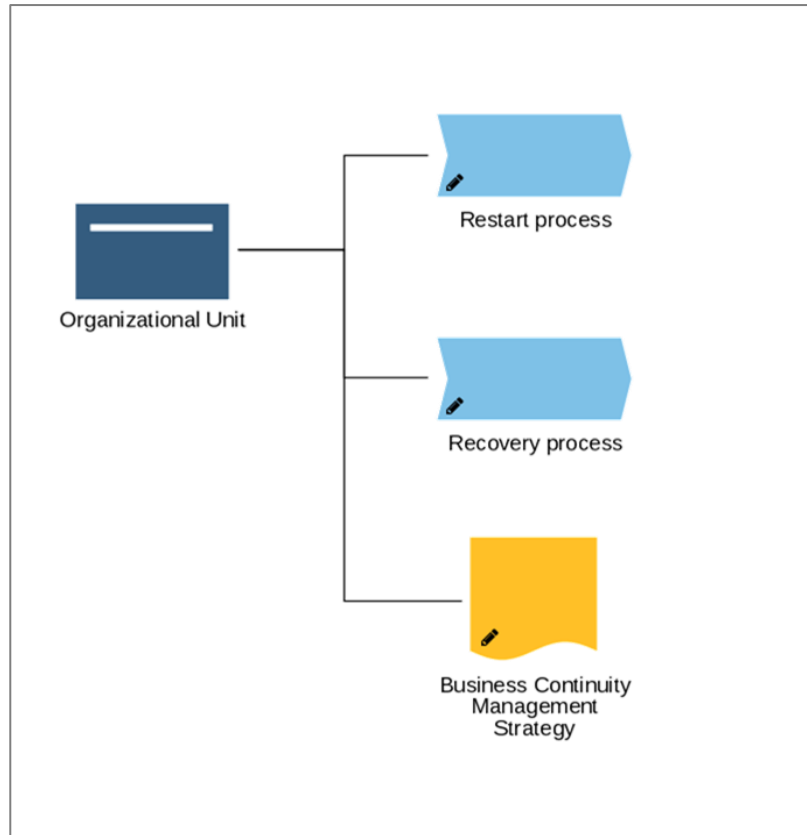 Restart process
Organizational Unit
Recovery process
Business Continuity
Management
Strategy